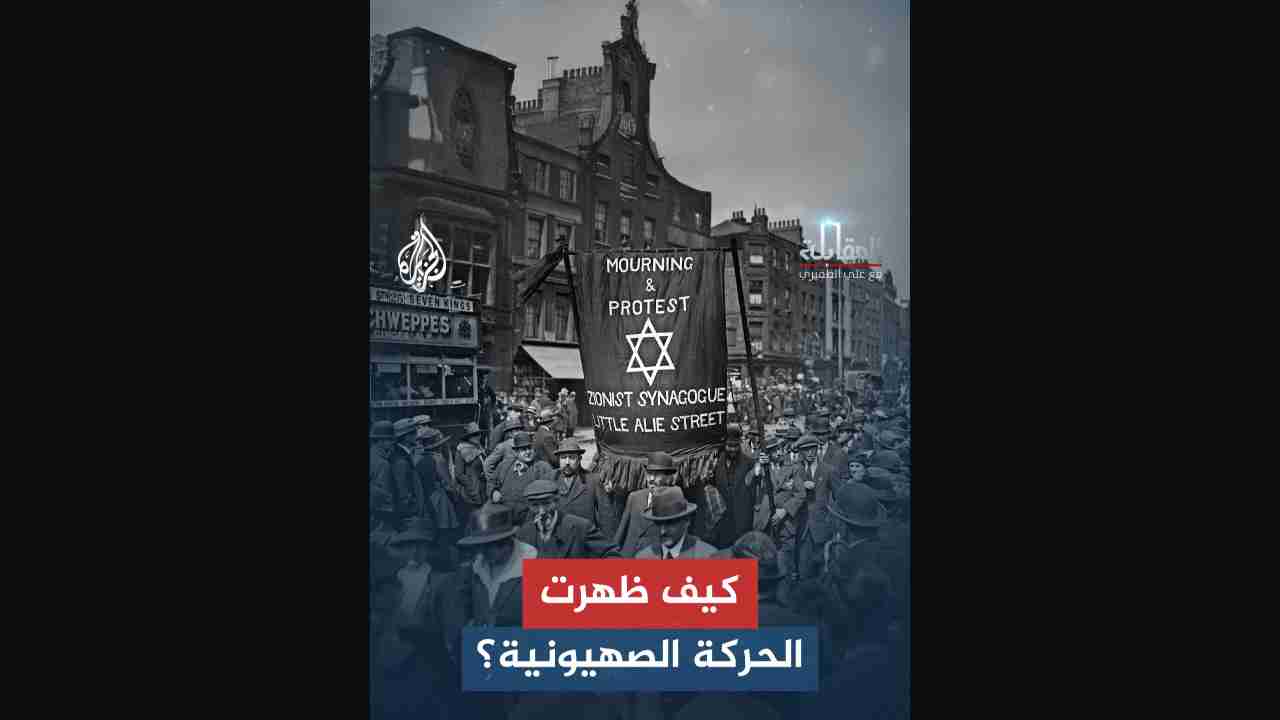 الجزيرة
المقابلة
مع علي الظفيري
SEVEN KINGS
SCHWEPPES
MOURNING
&
PROTEST
ZIONIST SYNAGOGUE
LITTLE ALIE STREET
كيف ظهرت
الحركة الصهيونية؟